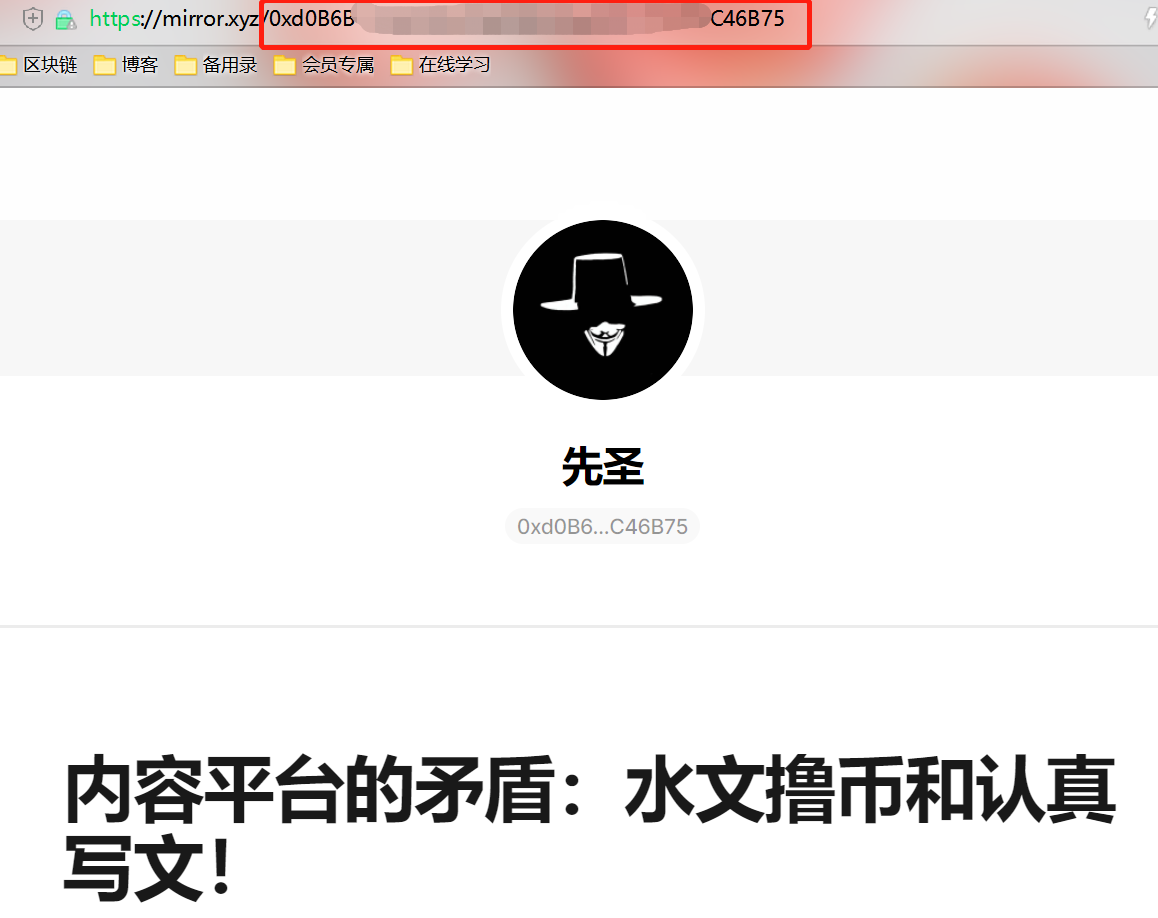 https://mirror.xyz/0xd0B6B C46B75
区块链 博客 备用录 会员专属 在线学习
先圣
0xd0B6...C46B75
内容平台的矛盾：水文撸币和认真
写文！